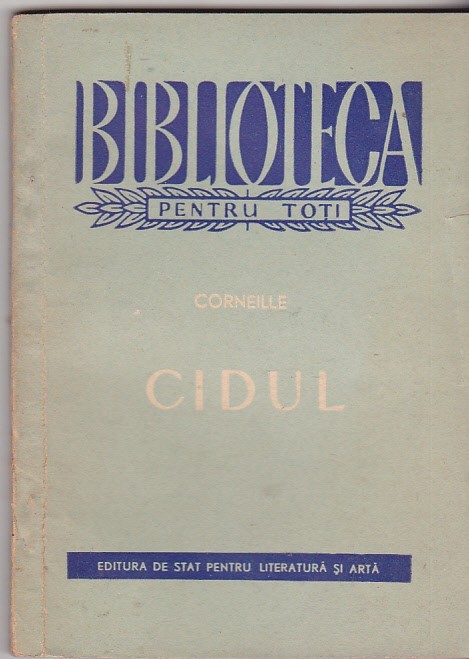 BIBLIOTECA
PENTRU TOȚI
CORNEILLE
CIDUL
EDITURA DE STAT PENTRU LITERATURĂ ȘI ARTĂ